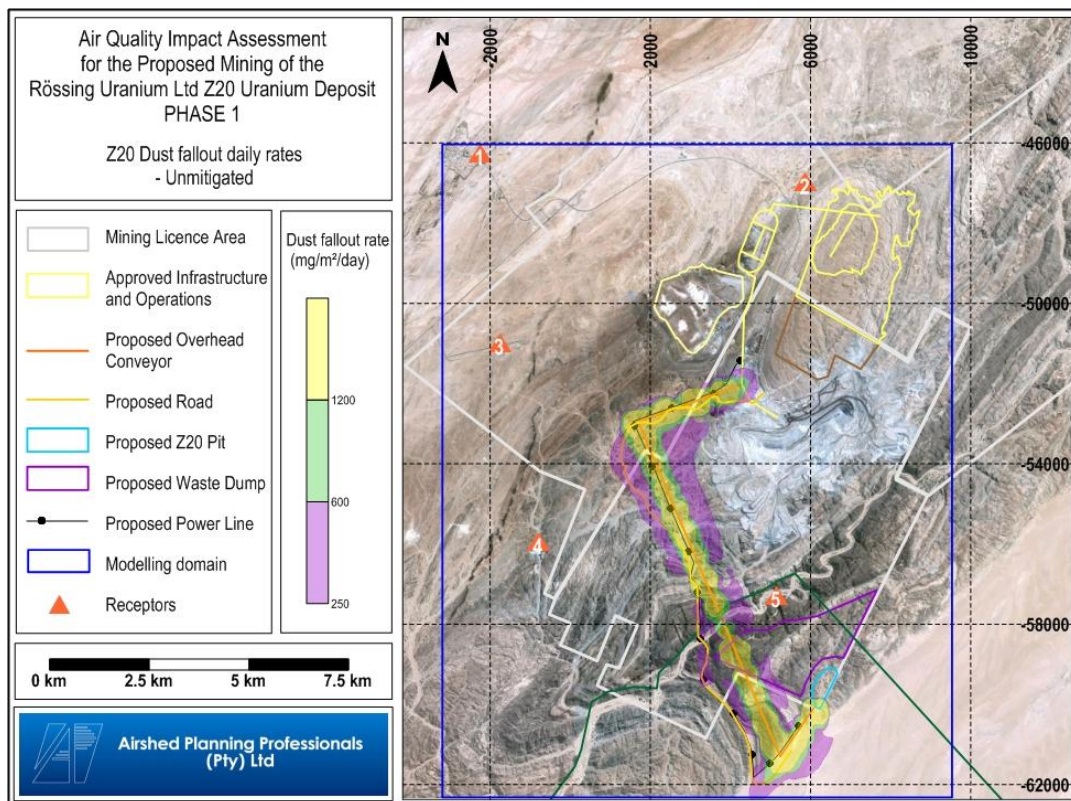 Air Quality Impact Assessment
for the Proposed Mining of the
Rössing Uranium Ltd Z20 Uranium Deposit
PHASE 1
Z20 Dust fallout daily rates
- Unmitigated
Mining Licence Area
Approved Infrastructure
and Operations
Proposed Overhead
Conveyor
Proposed Road
Proposed Z20 Pit
Proposed Waste Dump
Proposed Power Line
Modelling domain
Receptors
Dust fallout rate
(mg/m²/day)
1200
600
250
0 km
2.5 km
5 km
7.5 km
Airshed Planning Professionals
(Pty) Ltd
N
-2000
2000
6000
10000
-46000
-50000
-54000
-58000
-62000
1
2
3
4
5